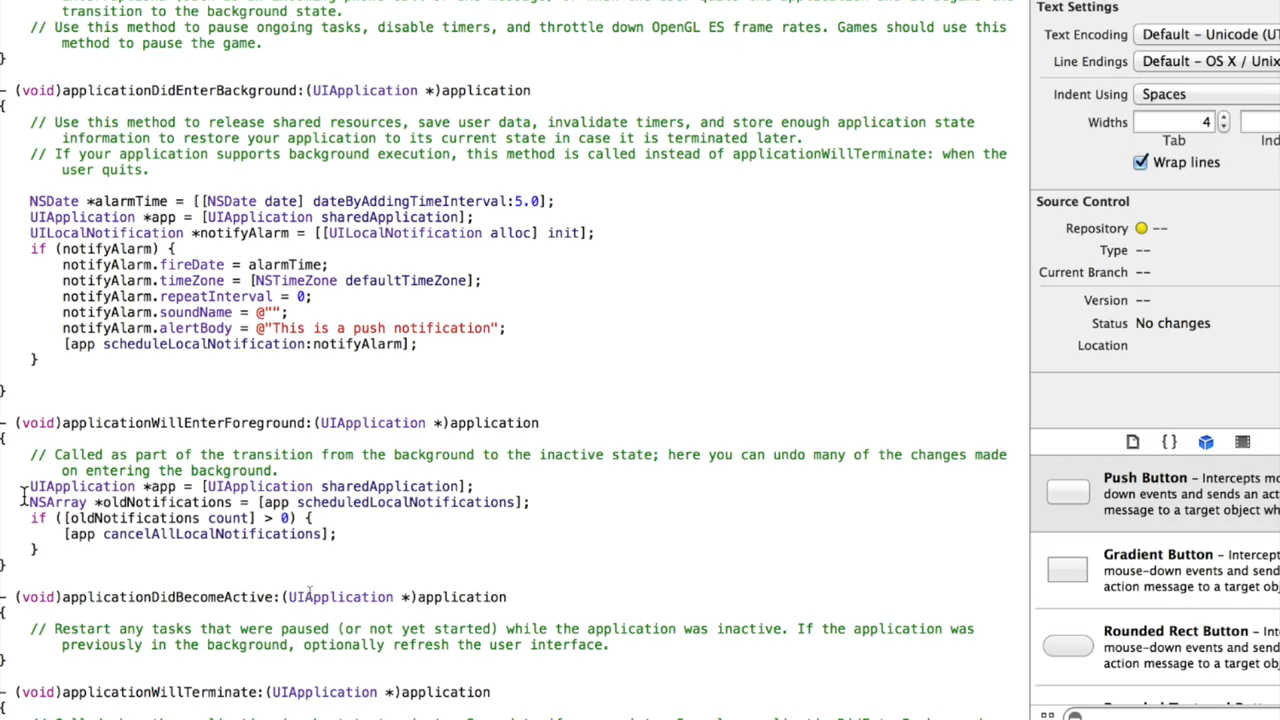 transition to the background state.
// Use this method to pause ongoing tasks, disable timers, and throttle down OpenGL ES frame rates. Games should use this
method to pause the game.
}
- (void)applicationDidEnterBackground:(UIApplication *)application
{
// Use this method to release shared resources, save user data, invalidate timers, and store enough application state
information to restore your application to its current state in case it is terminated later.
// If your application supports background execution, this method is called instead of applicationWillTerminate: when the
user quits.
NSDate *alarmTime = [[NSDate date] dateByAddingTimeInterval:5.0];
UIApplication *app = [UIApplication sharedApplication];
UILocalNotification *notifyAlarm = [[UILocalNotification alloc] init];
if (notifyAlarm) {
notifyAlarm.fireDate = alarmTime;
notifyAlarm.timeZone = [NSTimeZone defaultTimeZone];
notifyAlarm.repeatInterval = 0;
notifyAlarm.soundName = @"";
notifyAlarm.alertBody = @"This is a push notification";
[app scheduleLocalNotification:notifyAlarm];
}
}
- (void)applicationWillEnterForeground:(UIApplication *)application
{
// Called as part of the transition from the background to the inactive state; here you can undo many of the changes made
on entering the background.
UIApplication *app = [UIApplication sharedApplication];
NSArray *oldNotifications = [app scheduledLocalNotifications];
if ([oldNotifications count] > 0) {
[app cancelAllLocalNotifications];
}
}
- (void)applicationDidBecomeActive:(UIApplication *)application
{
// Restart any tasks that were paused (or not yet started) while the application was inactive. If the application was
previously in the background, optionally refresh the user interface.
}
- (void)applicationWillTerminate:(UIApplication *)application
{
Text Settings
Text Encoding Default - Unicode (UT
Line Endings Default - OS X / Unix
Indent Using Spaces
Widths 4
Tab Ind
Wrap lines
Source Control
Repository --
Type --
Current Branch --
Version --
Status No changes
Location
{ }
Push Button - Intercepts mo
down events and sends an act
message to a target object wh
Gradient Button - Intercept
mouse-down events and send
action message to a target obj
Rounded Rect Button - Inte
mouse-down events and send
action message to a target obj